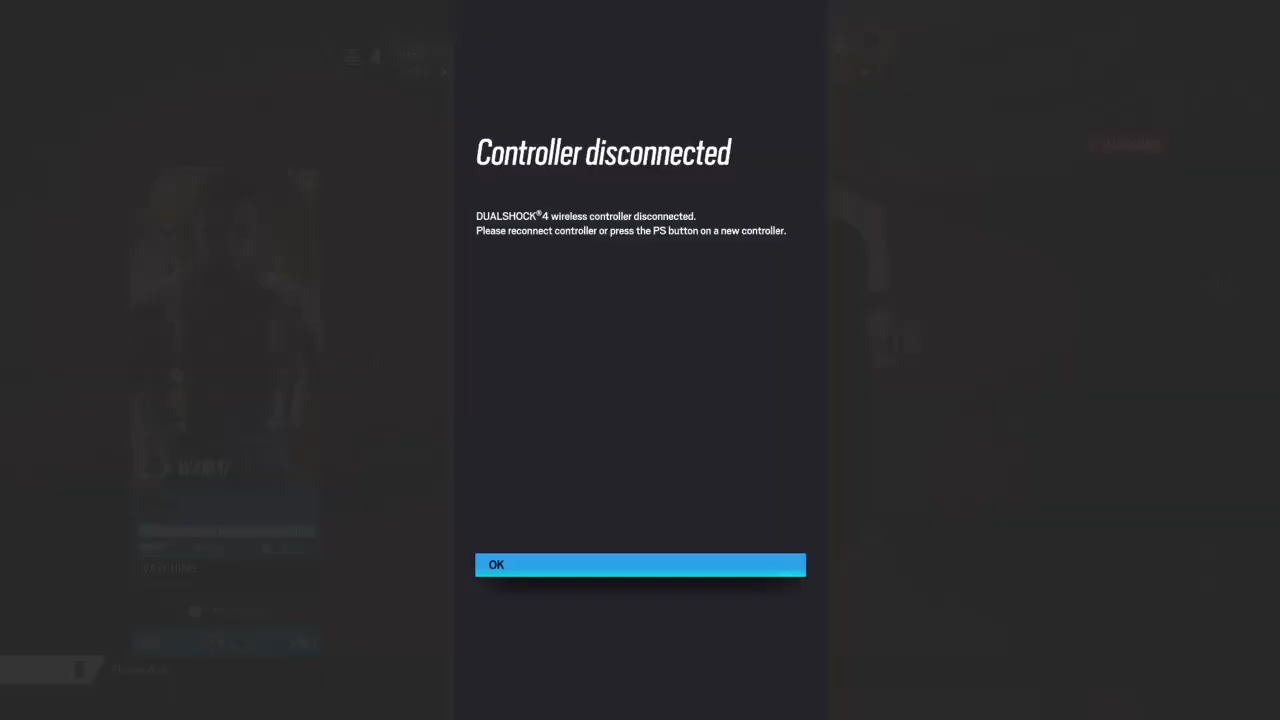 Controller disconnected
DUALSHOCK®4 wireless controller disconnected.
Please reconnect controller or press the PS button on a new controller.
OK